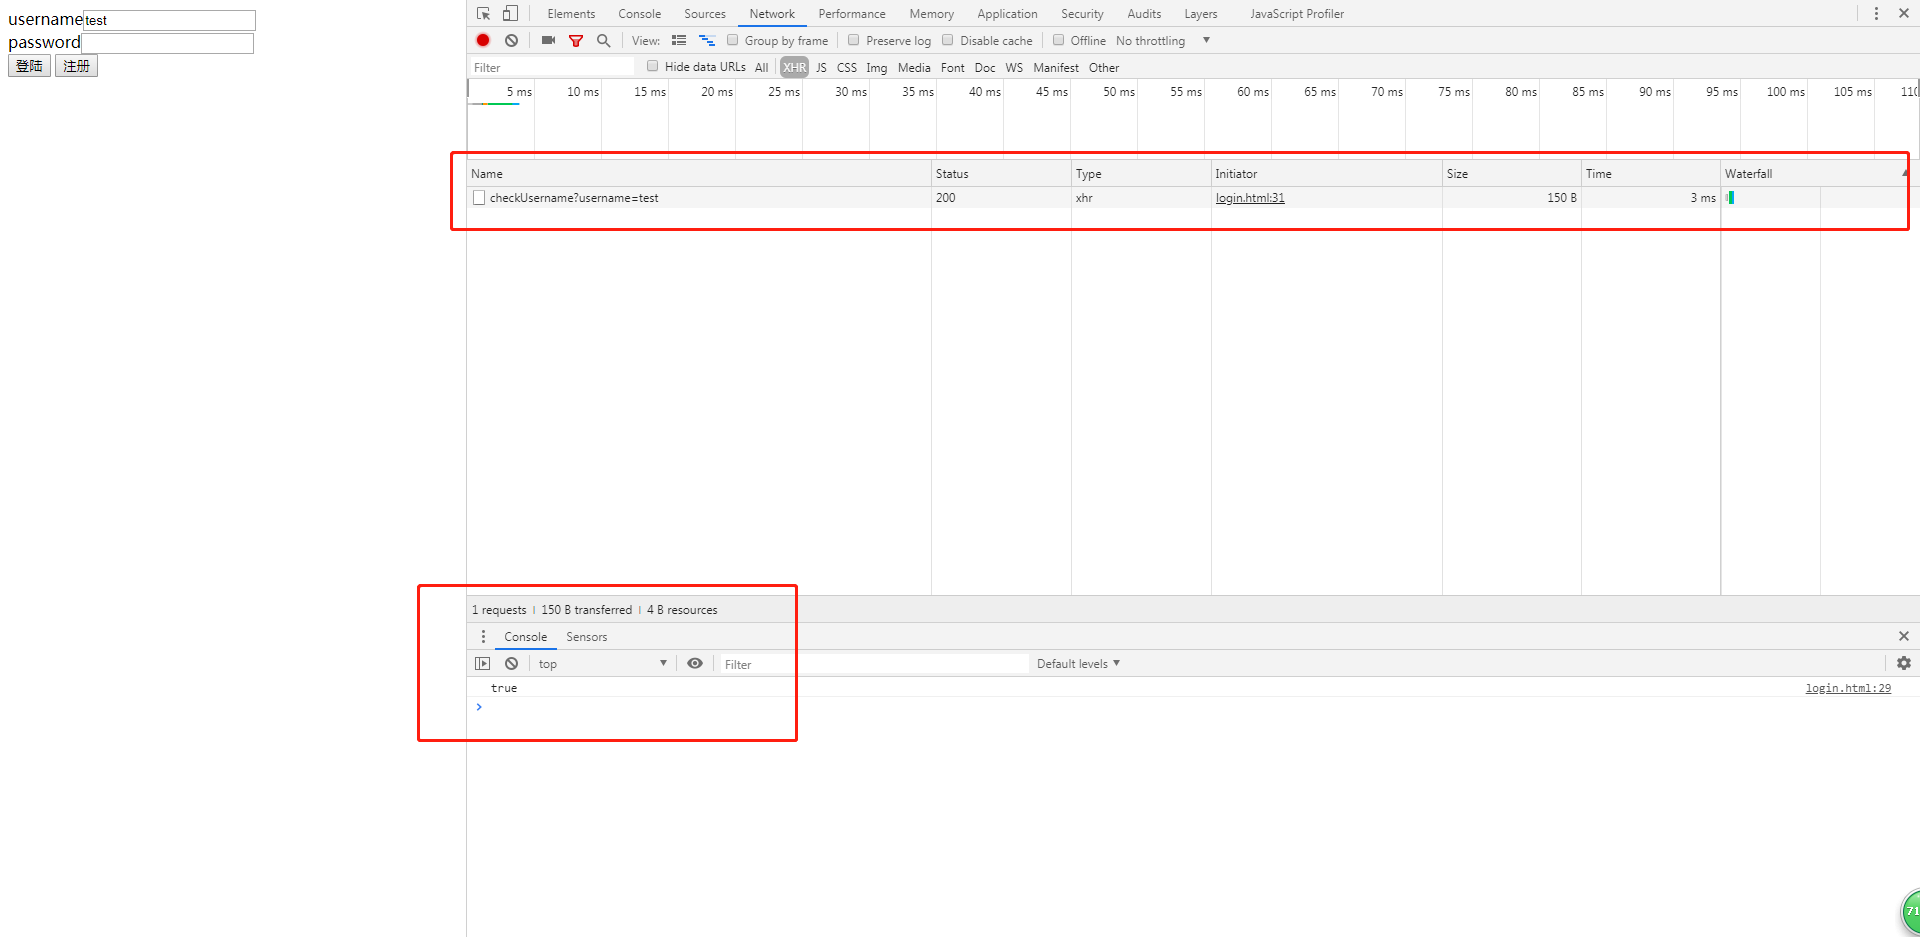 username test
password
登陆 注册
Elements Console Sources Network Performance Memory Application Security Audits Layers JavaScript Profiler
View: Group by frame Preserve log Disable cache Offline No throttling
Filter Hide data URLs All XHR JS CSS Img Media Font Doc WS Manifest Other
5 ms 10 ms 15 ms 20 ms 25 ms 30 ms 35 ms 40 ms 45 ms 50 ms 55 ms 60 ms 65 ms 70 ms 75 ms 80 ms 85 ms 90 ms 95 ms 100 ms 105 ms 110
Name Status Type Initiator Size Time Waterfall
checkUsername?username=test 200 xhr login.html:31 150 B 3 ms
1 requests 150 B transferred 4 B resources
Console Sensors
top Filter Default levels
true login.html:29
71